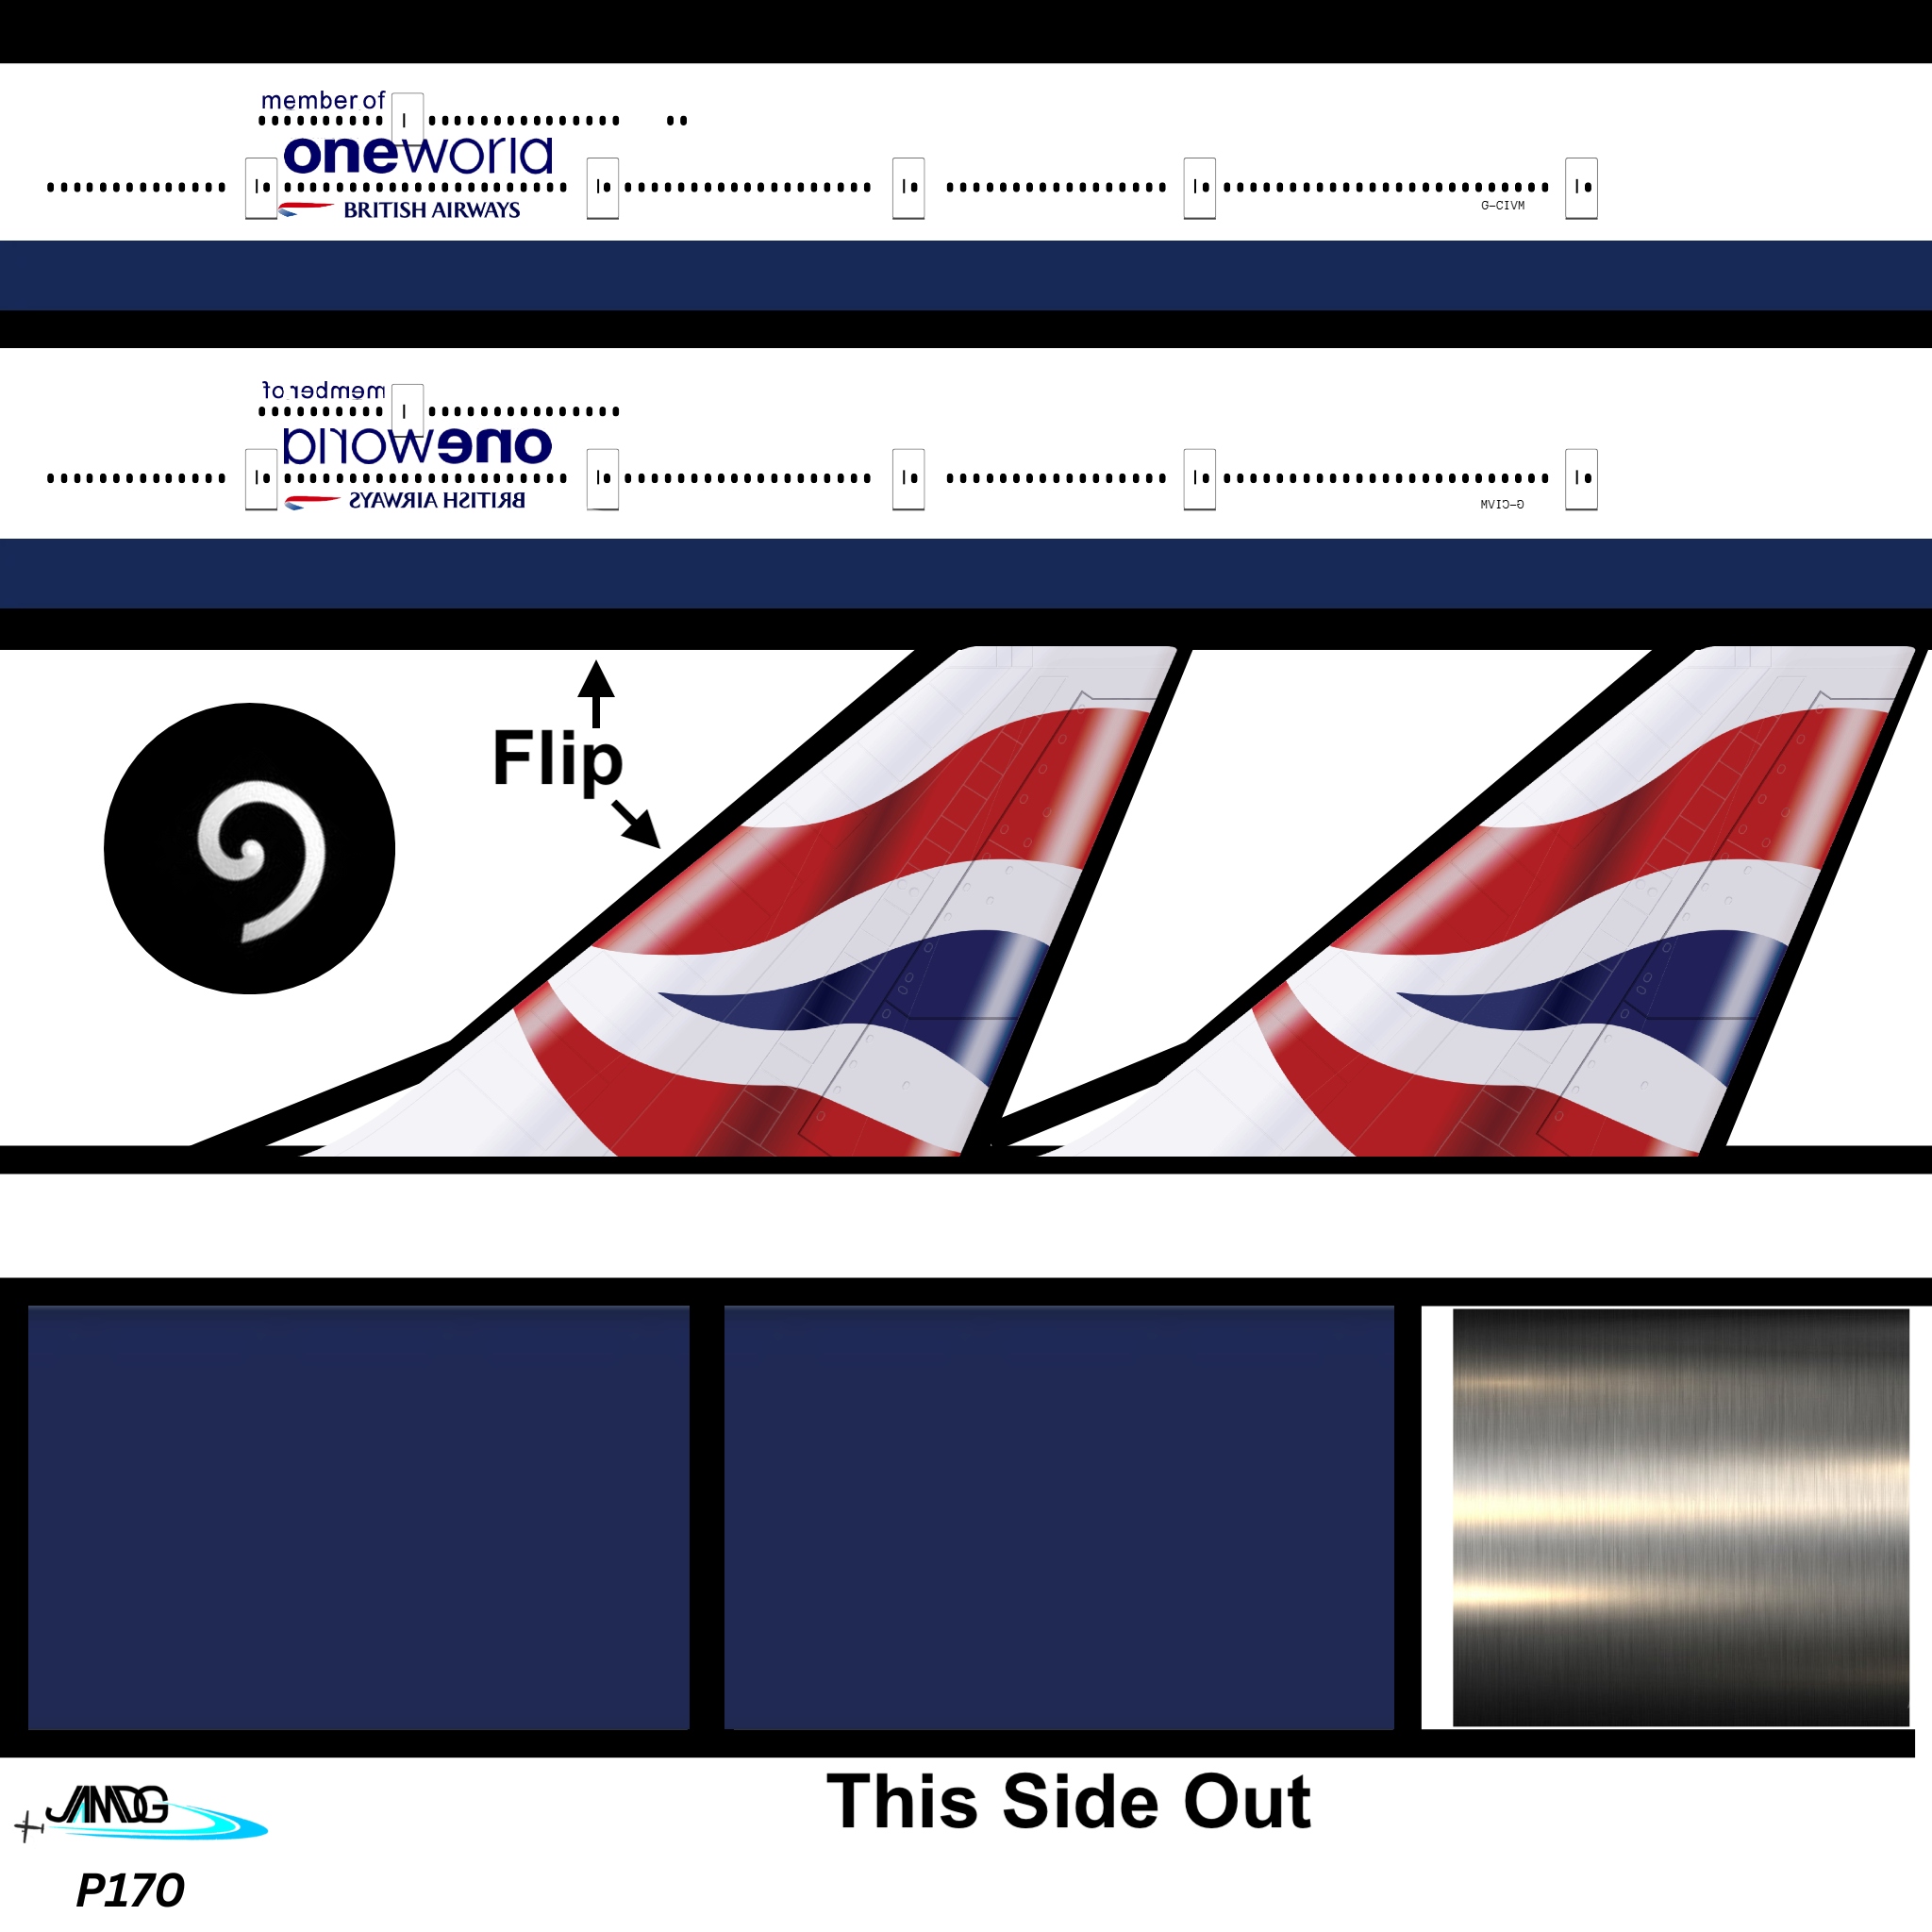 member of
oneworld
BRITISH AIRWAYS
G-CIVM
member of
oneworld
BRITISH AIRWAYS
G-CIVM
Flip
This Side Out
JAMDG
P170